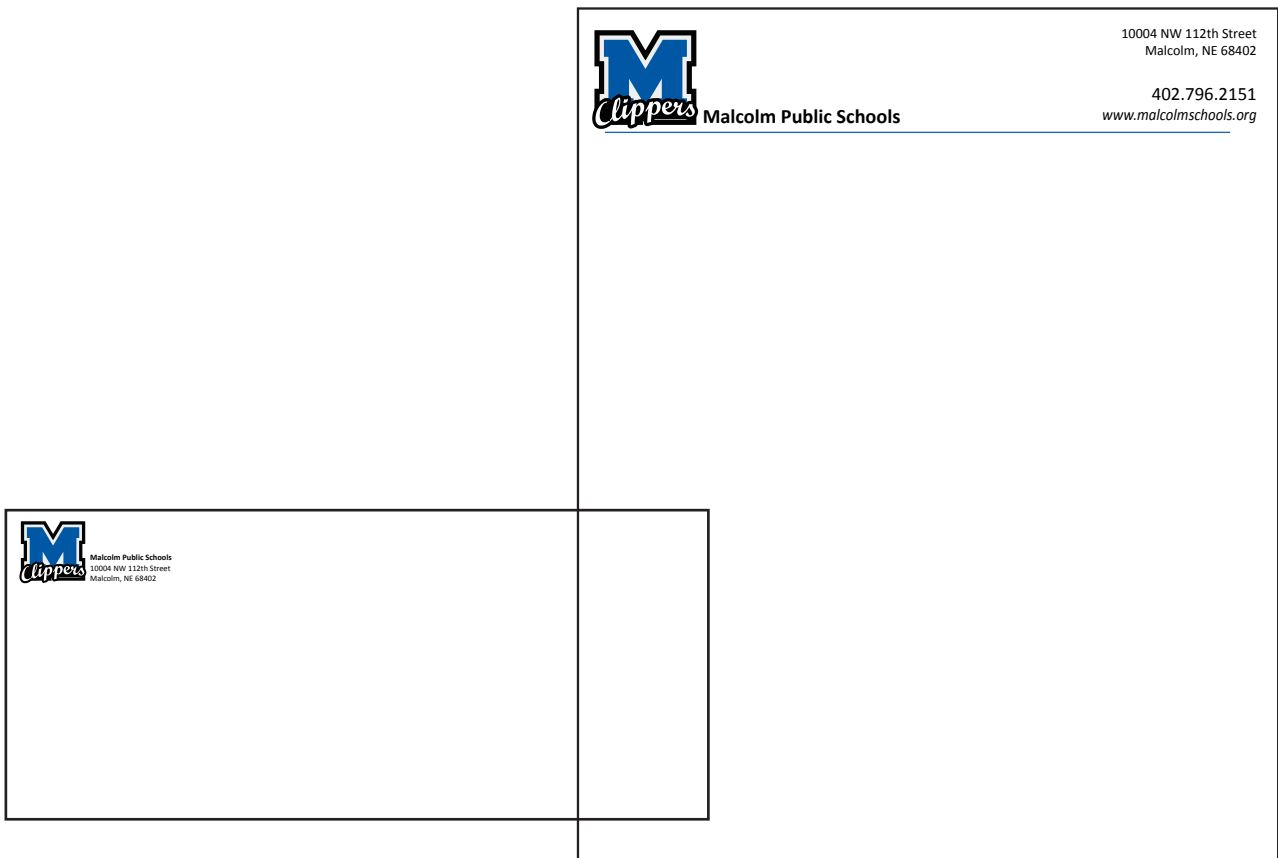 M
Clippers
Malcolm Public Schools
10004 NW 112th Street
Malcolm, NE 68402
402.796.2151
www.malcolmschools.org
M
Clippers
Malcolm Public Schools
10004 NW 112th Street
Malcolm, NE 68402